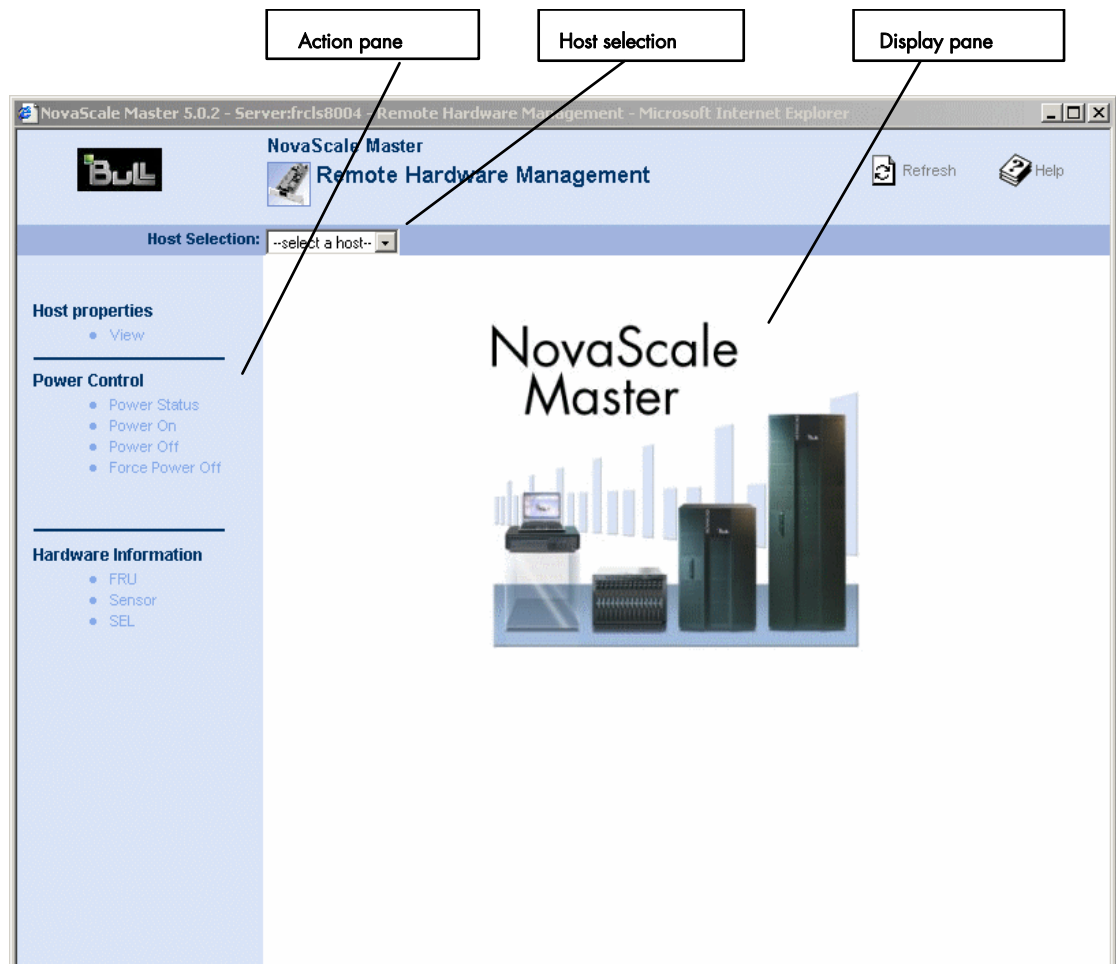 Action pane
Host selection
Display pane
NovaScale Master 5.0.2 - Server:frcls8004 - Remote Hardware Management - Microsoft Internet Explorer
Bull
NovaScale Master
Remote Hardware Management
Refresh
Help
Host Selection:
--select a host--
Host properties
View
Power Control
Power Status
Power On
Power Off
Force Power Off
Hardware Information
FRU
Sensor
SEL
NovaScale
Master